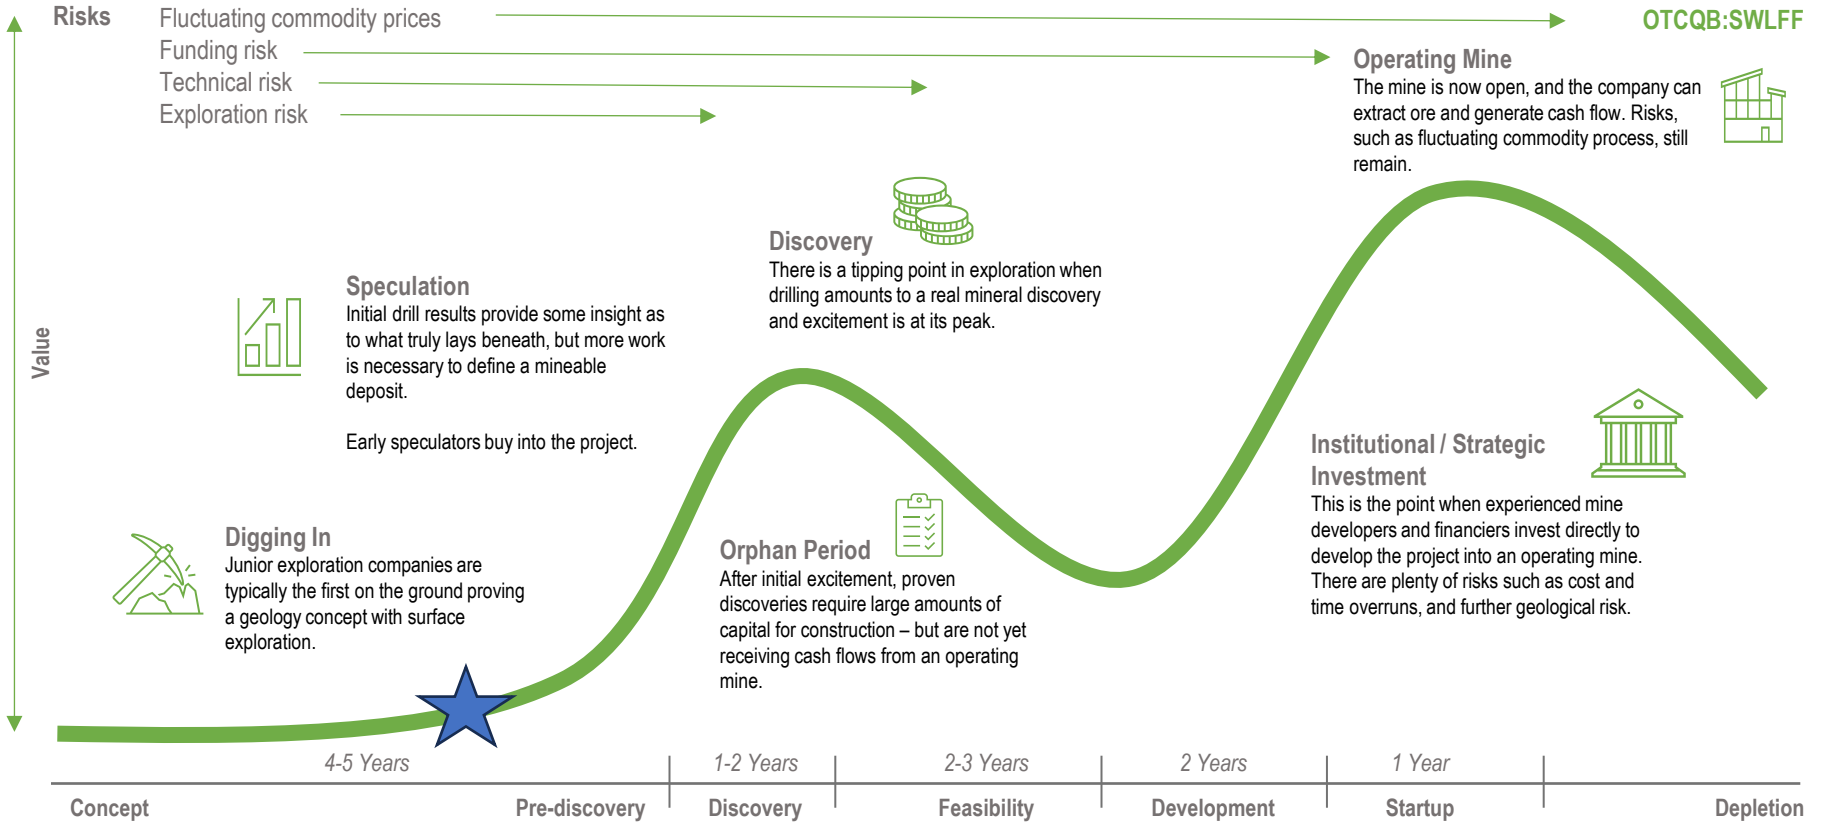 Risks
Fluctuating commodity prices
Funding risk
Technical risk
Exploration risk
OTCQB:SWLFF
Operating Mine
The mine is now open, and the company can
extract ore and generate cash flow. Risks,
such as fluctuating commodity process, still
remain.
Discovery
There is a tipping point in exploration when
drilling amounts to a real mineral discovery
and excitement is at its peak.
Speculation
Initial drill results provide some insight as
to what truly lays beneath, but more work
is necessary to define a mineable
deposit.
Early speculators buy into the project.
Value
Institutional / Strategic
Investment
This is the point when experienced mine
developers and financiers invest directly to
develop the project into an operating mine.
There are plenty of risks such as cost and
time overruns, and further geological risk.
Digging In
Junior exploration companies are
typically the first on the ground proving
a geology concept with surface
exploration.
Orphan Period
After initial excitement, proven
discoveries require large amounts of
capital for construction – but are not yet
receiving cash flows from an operating
mine.
4-5 Years
1-2 Years
2-3 Years
2 Years
1 Year
Concept
Pre-discovery
Discovery
Feasibility
Development
Startup
Depletion